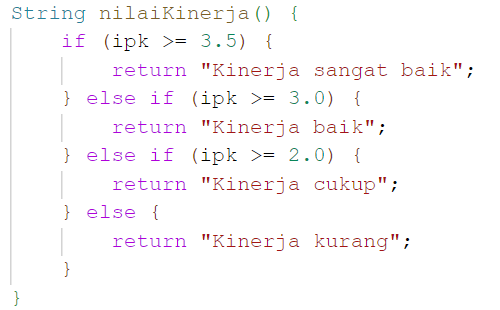 String nilaiKinerja() {
    if (ipk >= 3.5) {
        return "Kinerja sangat baik";
    } else if (ipk >= 3.0) {
        return "Kinerja baik";
    } else if (ipk >= 2.0) {
        return "Kinerja cukup";
    } else {
        return "Kinerja kurang";
    }
}